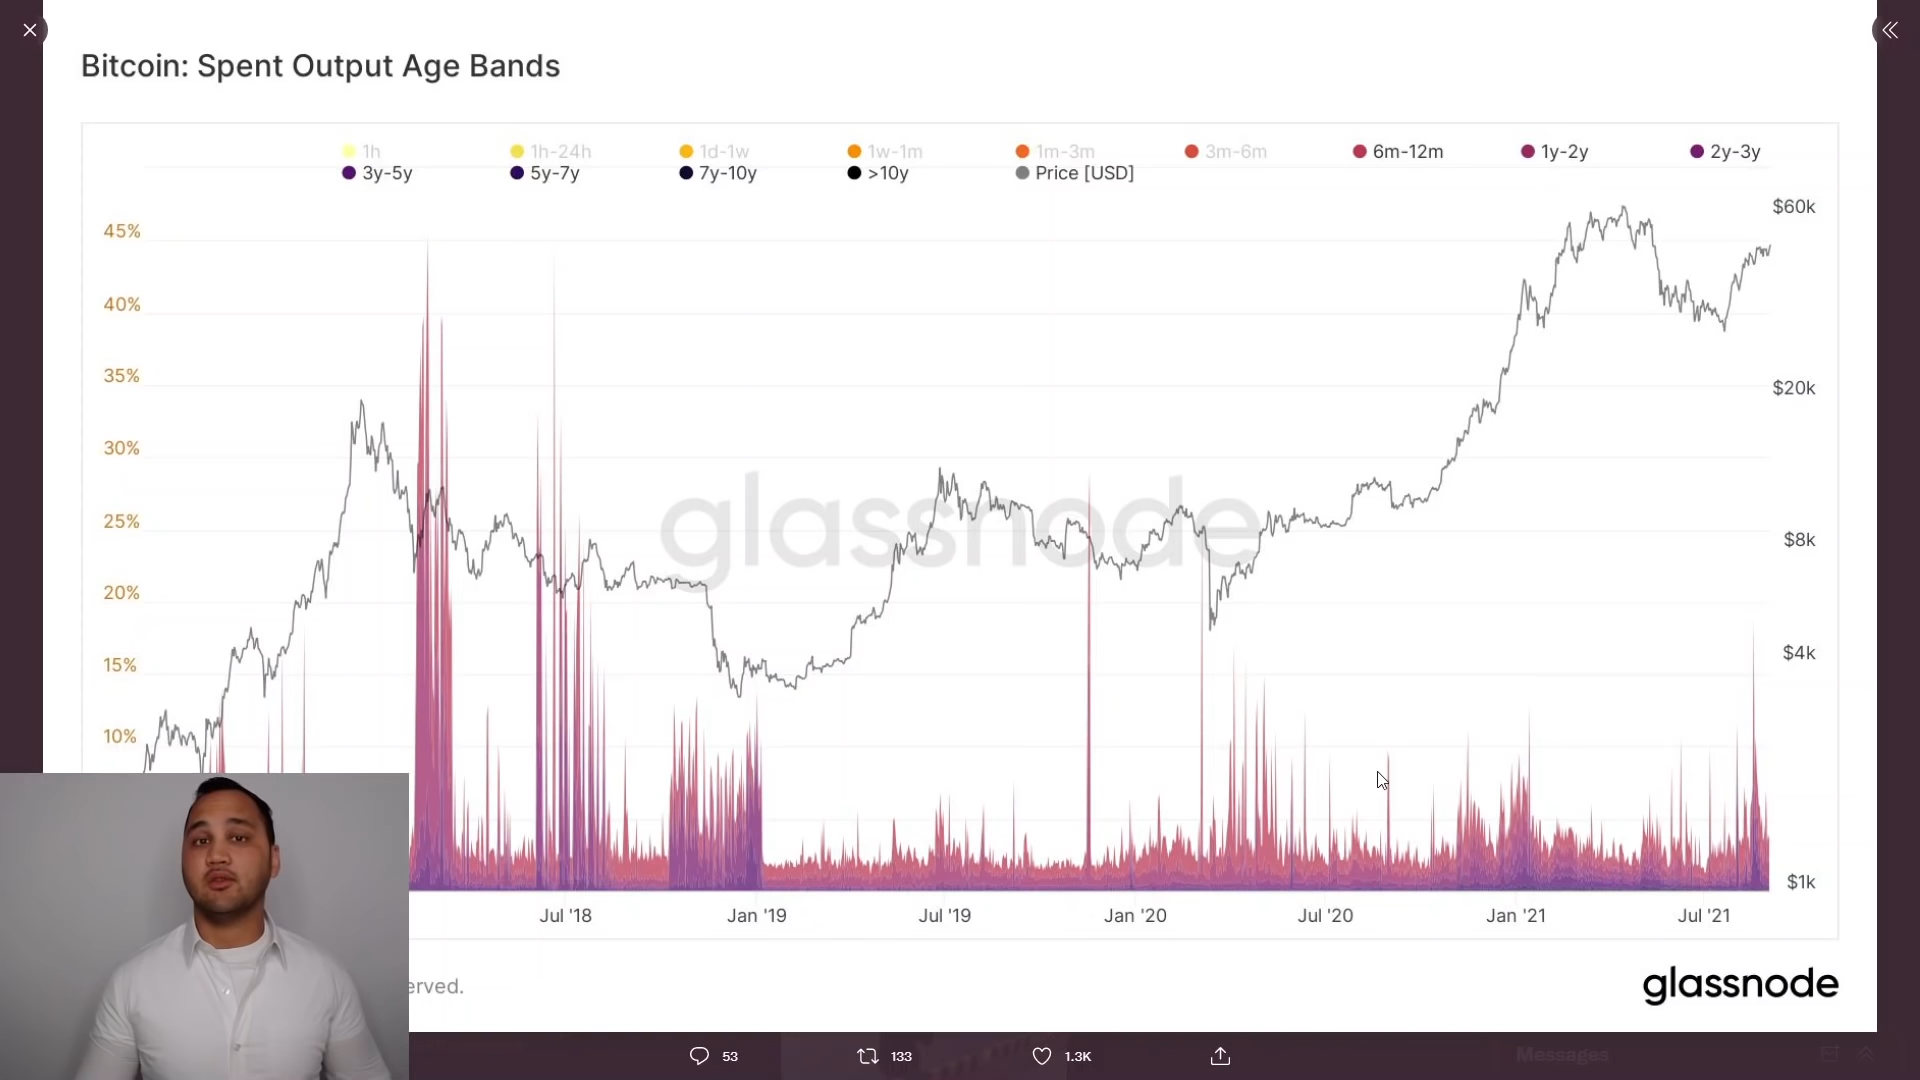 Bitcoin: Spent Output Age Bands
1h 1h-24h 1d-1w 1w-1m 1m-3m 3m-6m 6m-12m 1y-2y 2y-3y
3y-5y 5y-7y 7y-10y >10y Price [USD]
45%
40%
35%
30%
25%
20%
15%
10%
$60k
$20k
$8k
$4k
$1k
glassnode
Jul '18 Jan '19 Jul '19 Jan '20 Jul '20 Jan '21 Jul '21
erved.
glassnode
53 133 1.3K
Messages